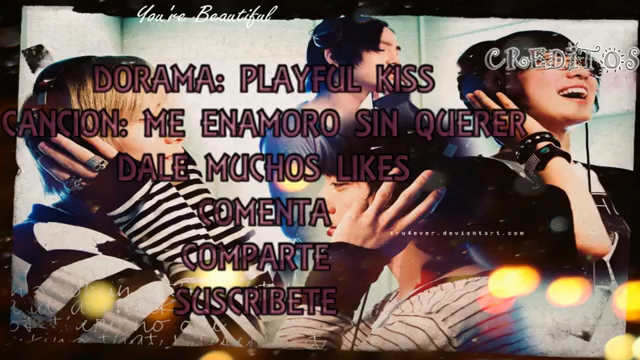 You're Beautiful
CREDITOS
DORAMA: PLAYFUL KISS
CANCION: ME ENAMORO SIN QUERER
DALE MUCHOS LIKES
COMENTA
tru4ever.deviantart.com
COMPARTE
SUSCRIBETE